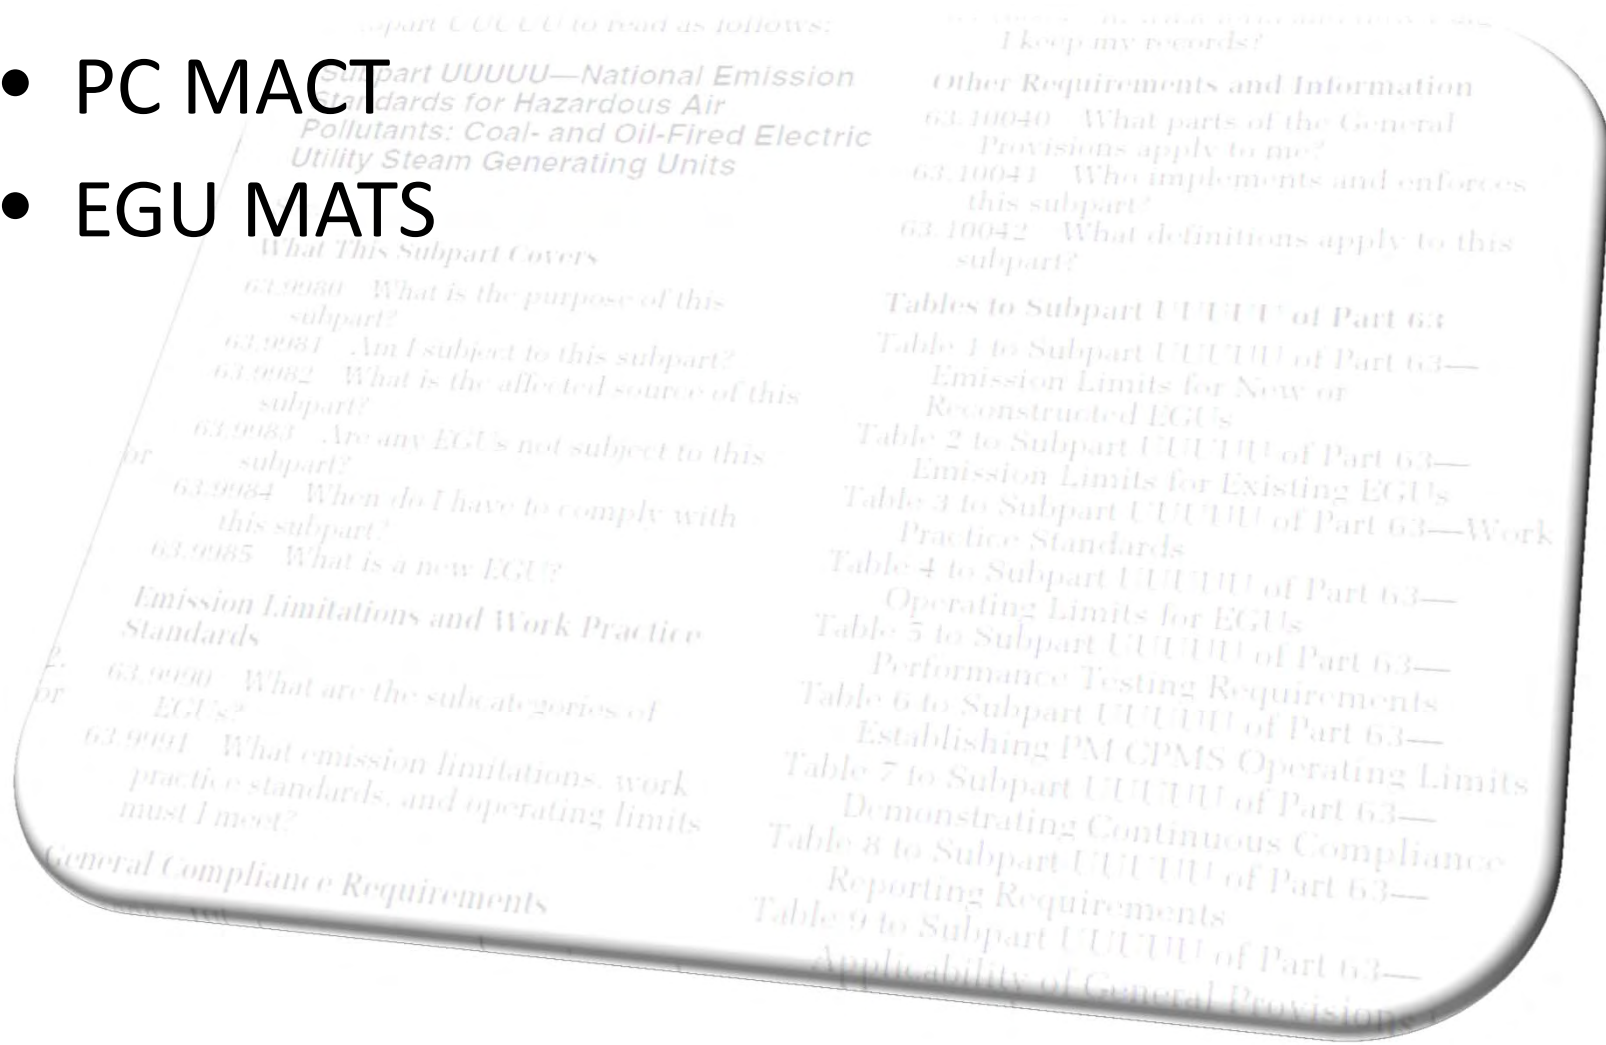 • PC MACT
• EGU MATS
subpart UUUUU to read as follows:
Subpart UUUUU—National Emission
Standards for Hazardous Air
Pollutants: Coal- and Oil-Fired Electric
Utility Steam Generating Units
What This Subpart Covers
63.9980 What is the purpose of this
subpart?
63.9981 Am I subject to this subpart?
63.9982 What is the affected source of this
subpart?
63.9983 Are any EGUs not subject to this
subpart?
or
63.9984 When do I have to comply with
this subpart?
63.9985 What is a new EGU?
Emission Limitations and Work Practice
Standards
2.
63.9990 What are the subcategories of
EGUs?
or
63.9991 What emission limitations, work
practice standards, and operating limits
must I meet?
General Compliance Requirements
I keep my records?
Other Requirements and Information
63.10040 What parts of the General
Provisions apply to me?
63.10041 Who implements and enforces
this subpart?
63.10042 What definitions apply to this
subpart?
Tables to Subpart UUUUU of Part 63
Table 1 to Subpart UUUUU of Part 63—
Emission Limits for New or
Reconstructed EGUs
Table 2 to Subpart UUUUU of Part 63—
Emission Limits for Existing EGUs
Table 3 to Subpart UUUUU of Part 63—Work
Practice Standards
Table 4 to Subpart UUUUU of Part 63—
Operating Limits for EGUs
Table 5 to Subpart UUUUU of Part 63—
Performance Testing Requirements
Table 6 to Subpart UUUUU of Part 63—
Establishing PM CPMS Operating Limits
Table 7 to Subpart UUUUU of Part 63—
Demonstrating Continuous Compliance
Table 8 to Subpart UUUUU of Part 63—
Reporting Requirements
Table 9 to Subpart UUUUU of Part 63—
Applicability of General Provisions